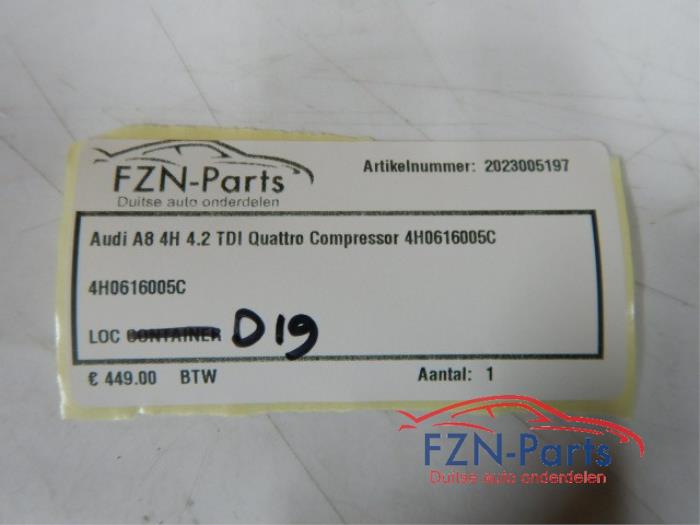 FZN-Parts
Duitse auto onderdelen
Artikelnummer: 2023005197
Audi A8 4H 4.2 TDI Quattro Compressor 4H0616005C
4H0616005C
LOC CONTAINER D19
€ 449.00 BTW
Aantal: 1
FZN-Parts
Duitse auto onderdelen